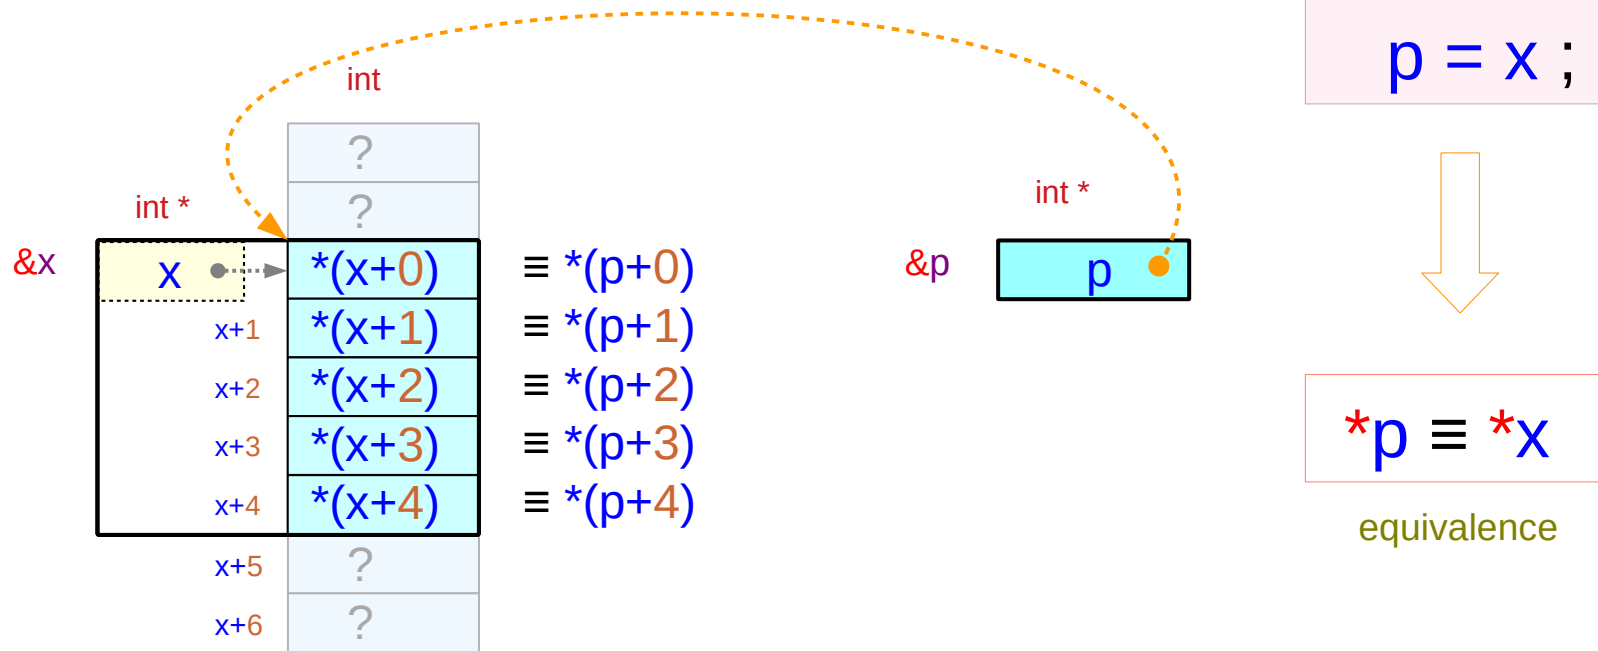 p = x ;
int
?
?
int *
int *
&x
x
*(x+0)
≡ *(p+0)
&p
p
x+1
*(x+1)
≡ *(p+1)
x+2
*(x+2)
≡ *(p+2)
x+3
*(x+3)
≡ *(p+3)
x+4
*(x+4)
≡ *(p+4)
*p ≡ *x
equivalence
x+5
?
x+6
?